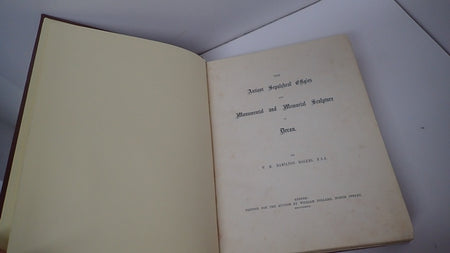 THE
Antient Sepulchral Effigies
AND
Monumental and Memorial Sculpture
OF
Devon.
BY
W. H. HAMILTON ROGERS, F.S.A.
EXETER:
PRINTED FOR THE AUTHOR BY WILLIAM POLLARD, NORTH STREET.